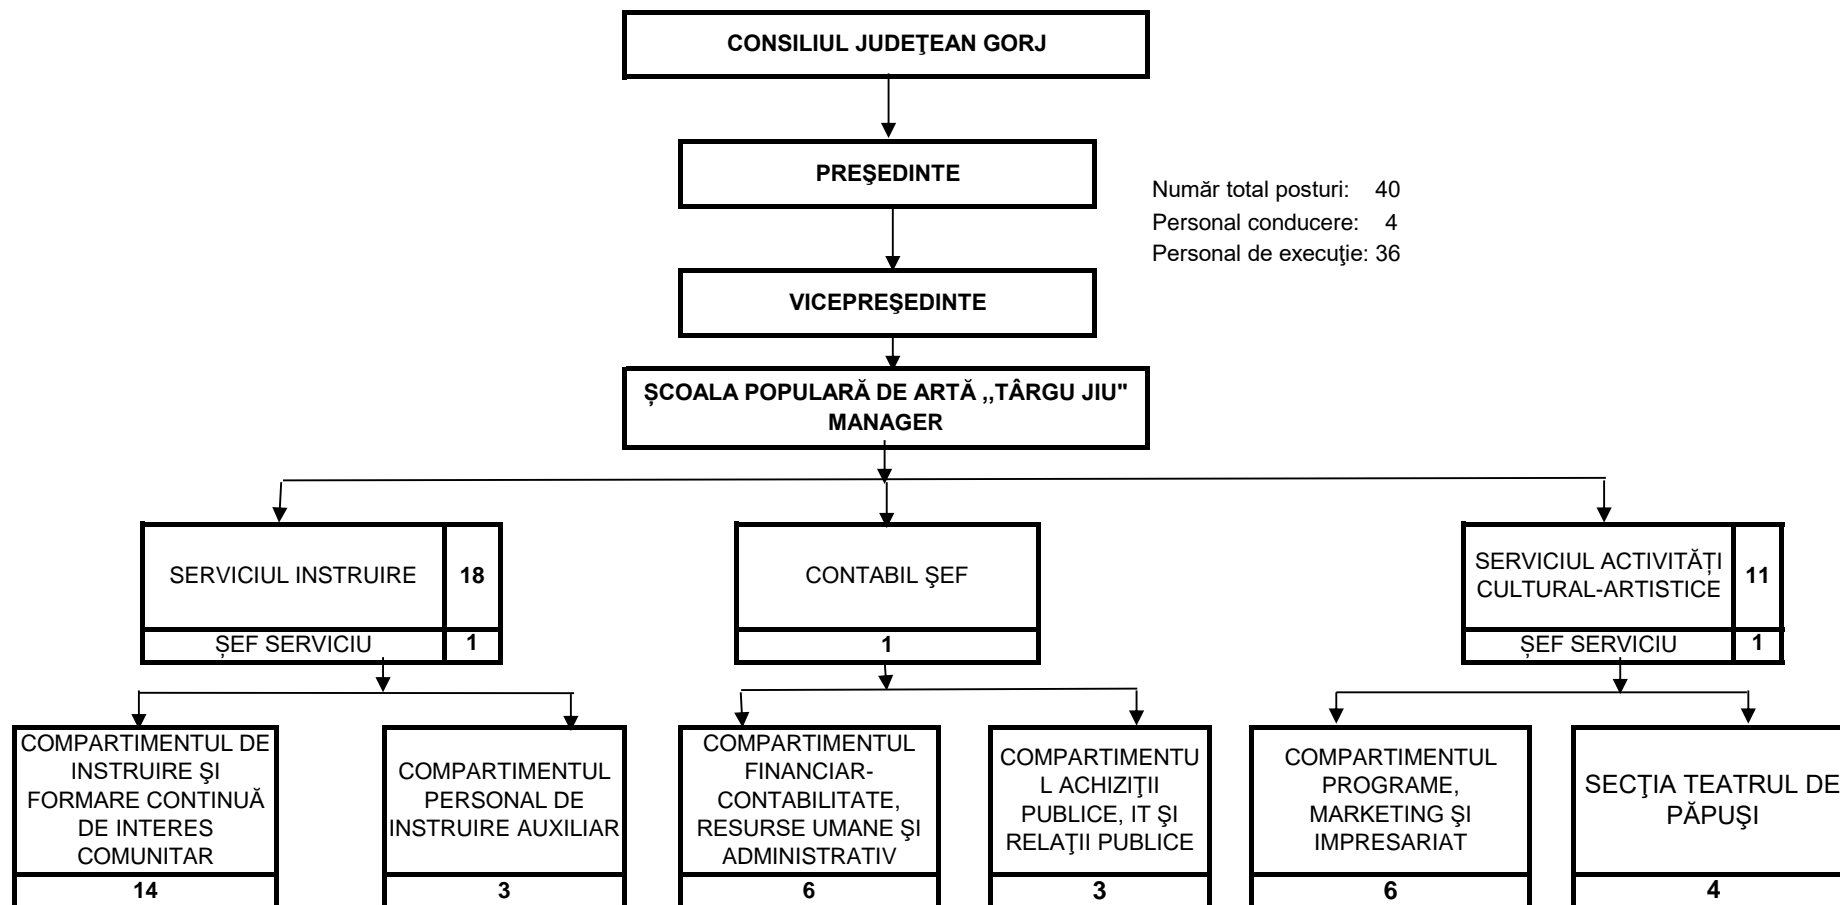 CONSILIUL JUDEŢEAN GORJ
PREŞEDINTE
Număr total posturi: 40
Personal conducere: 4
Personal de execuţie: 36
VICEPREŞEDINTE
ȘCOALA POPULARĂ DE ARTĂ ,,TÂRGU JIU"
MANAGER
SERVICIUL INSTRUIRE
18
ȘEF SERVICIU
1
CONTABIL ŞEF
1
SERVICIUL ACTIVITĂȚI
CULTURAL-ARTISTICE
11
ȘEF SERVICIU
1
COMPARTIMENTUL DE
INSTRUIRE ŞI
FORMARE CONTINUĂ
DE INTERES
COMUNITAR
14
COMPARTIMENTUL
PERSONAL DE
INSTRUIRE AUXILIAR
3
COMPARTIMENTUL
FINANCIAR-
CONTABILITATE,
RESURSE UMANE ŞI
ADMINISTRATIV
6
COMPARTIMENTU
L ACHIZIŢII
PUBLICE, IT ŞI
RELAŢII PUBLICE
3
COMPARTIMENTUL
PROGRAME,
MARKETING ŞI
IMPRESARIAT
6
SECŢIA TEATRUL DE
PĂPUŞI
4